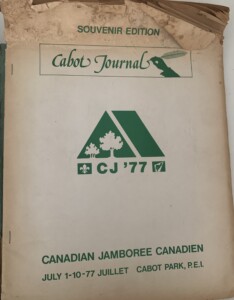 SOUVENIR EDITION
Cabot Journal
CJ '77
CANADIAN JAMBOREE CANADIEN
JULY 1-10-77 JUILLET CABOT PARK, P.E.I.